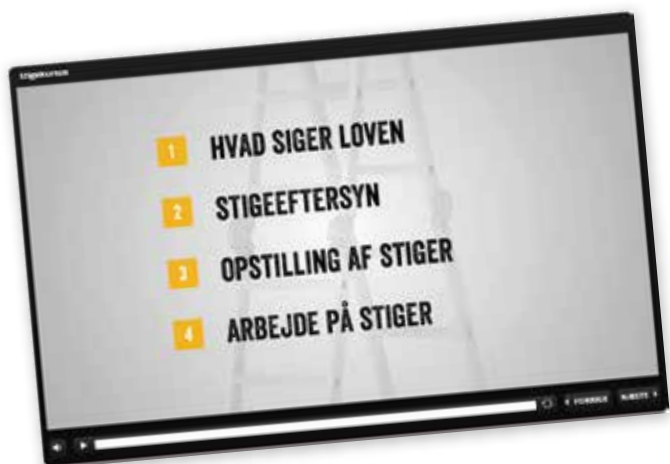 Stigekursus
1 HVAD SIGER LOVEN
2 STIGEEFTERSYN
3 OPSTILLING AF STIGER
4 ARBEJDE PÅ STIGER
FORRIGE NÆSTE